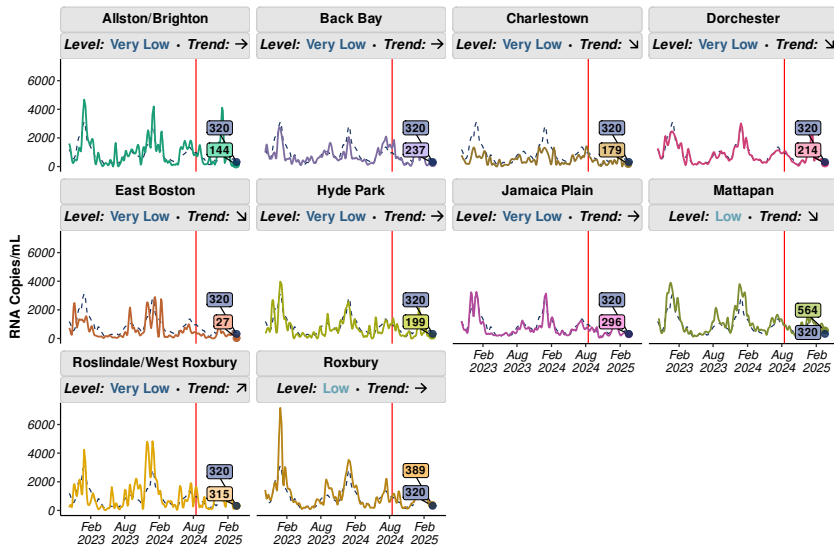 Allston/Brighton
Level: Very Low • Trend: →
Back Bay
Level: Very Low • Trend: →
Charlestown
Level: Very Low • Trend: ↘
Dorchester
Level: Very Low • Trend: ↘
6000
4000
2000
0
320
144
320
237
320
179
320
214
East Boston
Level: Very Low • Trend: ↘
Hyde Park
Level: Very Low • Trend: →
Jamaica Plain
Level: Very Low • Trend: →
Mattapan
Level: Low • Trend: ↘
RNA Copies/mL
6000
4000
2000
0
320
27
320
199
320
296
564
320
Feb 2023
Aug 2023
Feb 2024
Aug 2024
Feb 2025
Feb 2023
Aug 2023
Feb 2024
Aug 2024
Feb 2025
Roslindale/West Roxbury
Level: Very Low • Trend: ↗
Roxbury
Level: Low • Trend: →
6000
4000
2000
0
320
315
389
320
Feb 2023
Aug 2023
Feb 2024
Aug 2024
Feb 2025
Feb 2023
Aug 2023
Feb 2024
Aug 2024
Feb 2025